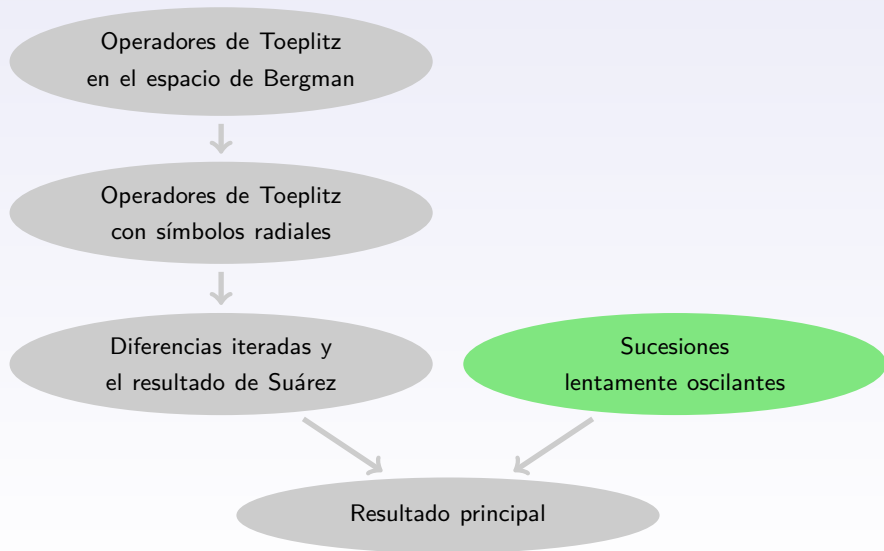 Operadores de Toeplitz
en el espacio de Bergman
Operadores de Toeplitz
con símbolos radiales
Diferencias iteradas y
el resultado de Suárez
Sucesiones
lentamente oscilantes
Resultado principal